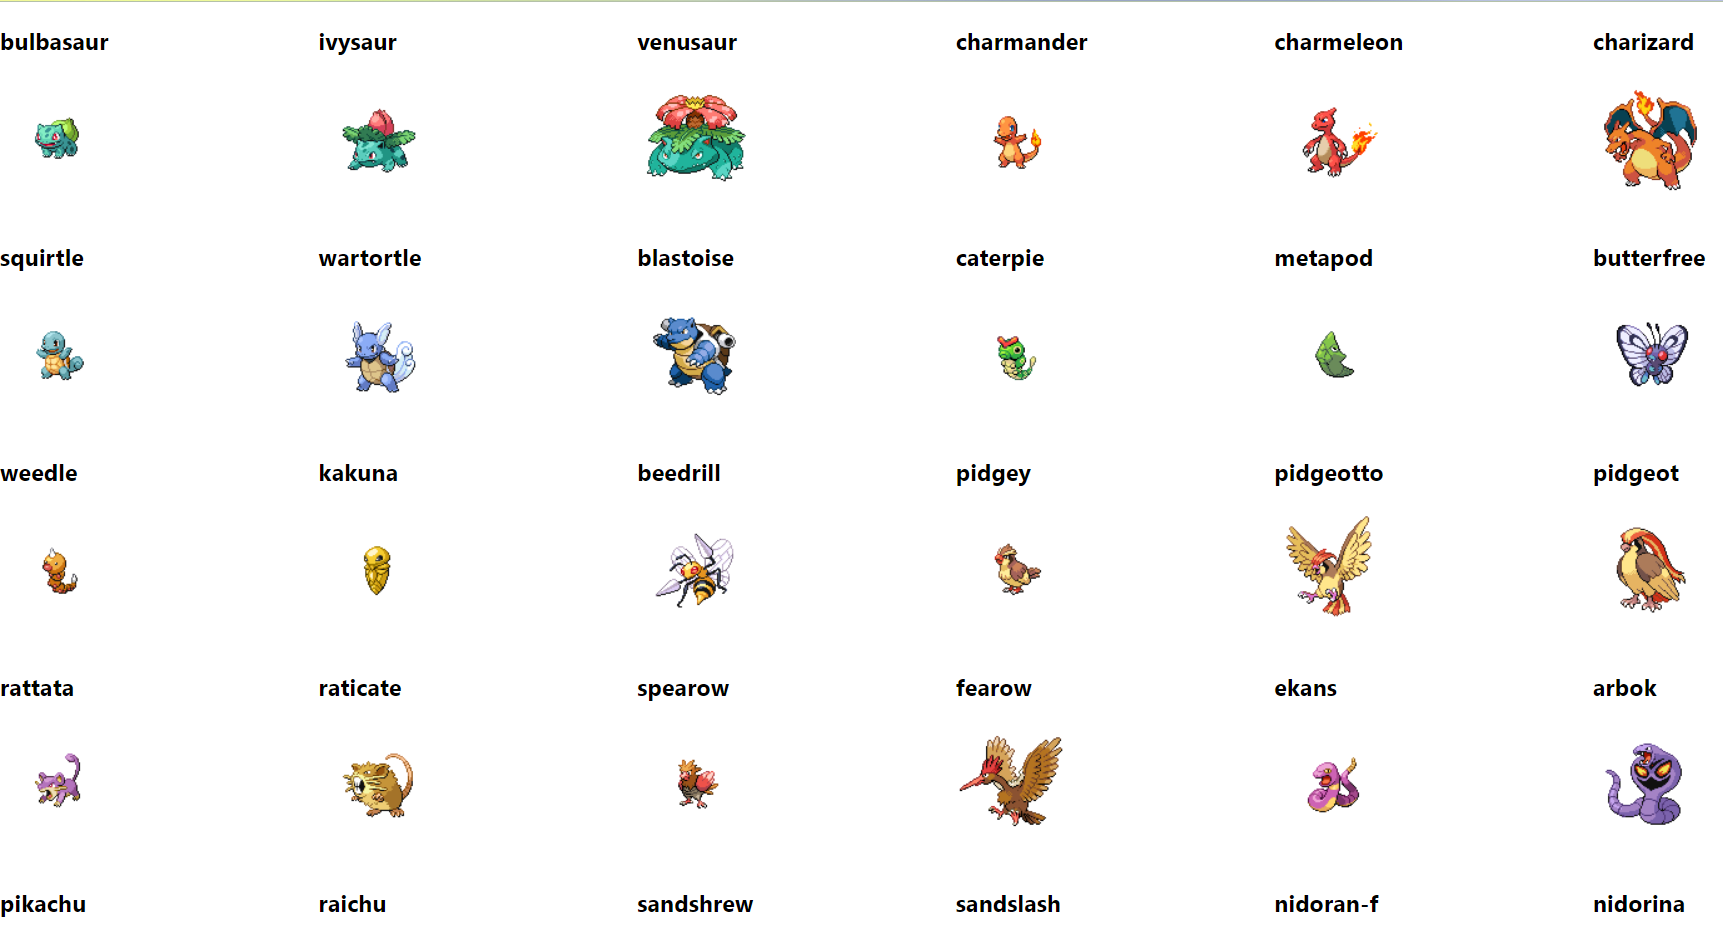 bulbasaur ivysaur venusaur charmander charmeleon charizard
squirtle wartortle blastoise caterpie metapod butterfree
weedle kakuna beedrill pidgey pidgeotto pidgeot
rattata raticate spearow fearow ekans arbok
pikachu raichu sandshrew sandslash nidoran-f nidorina